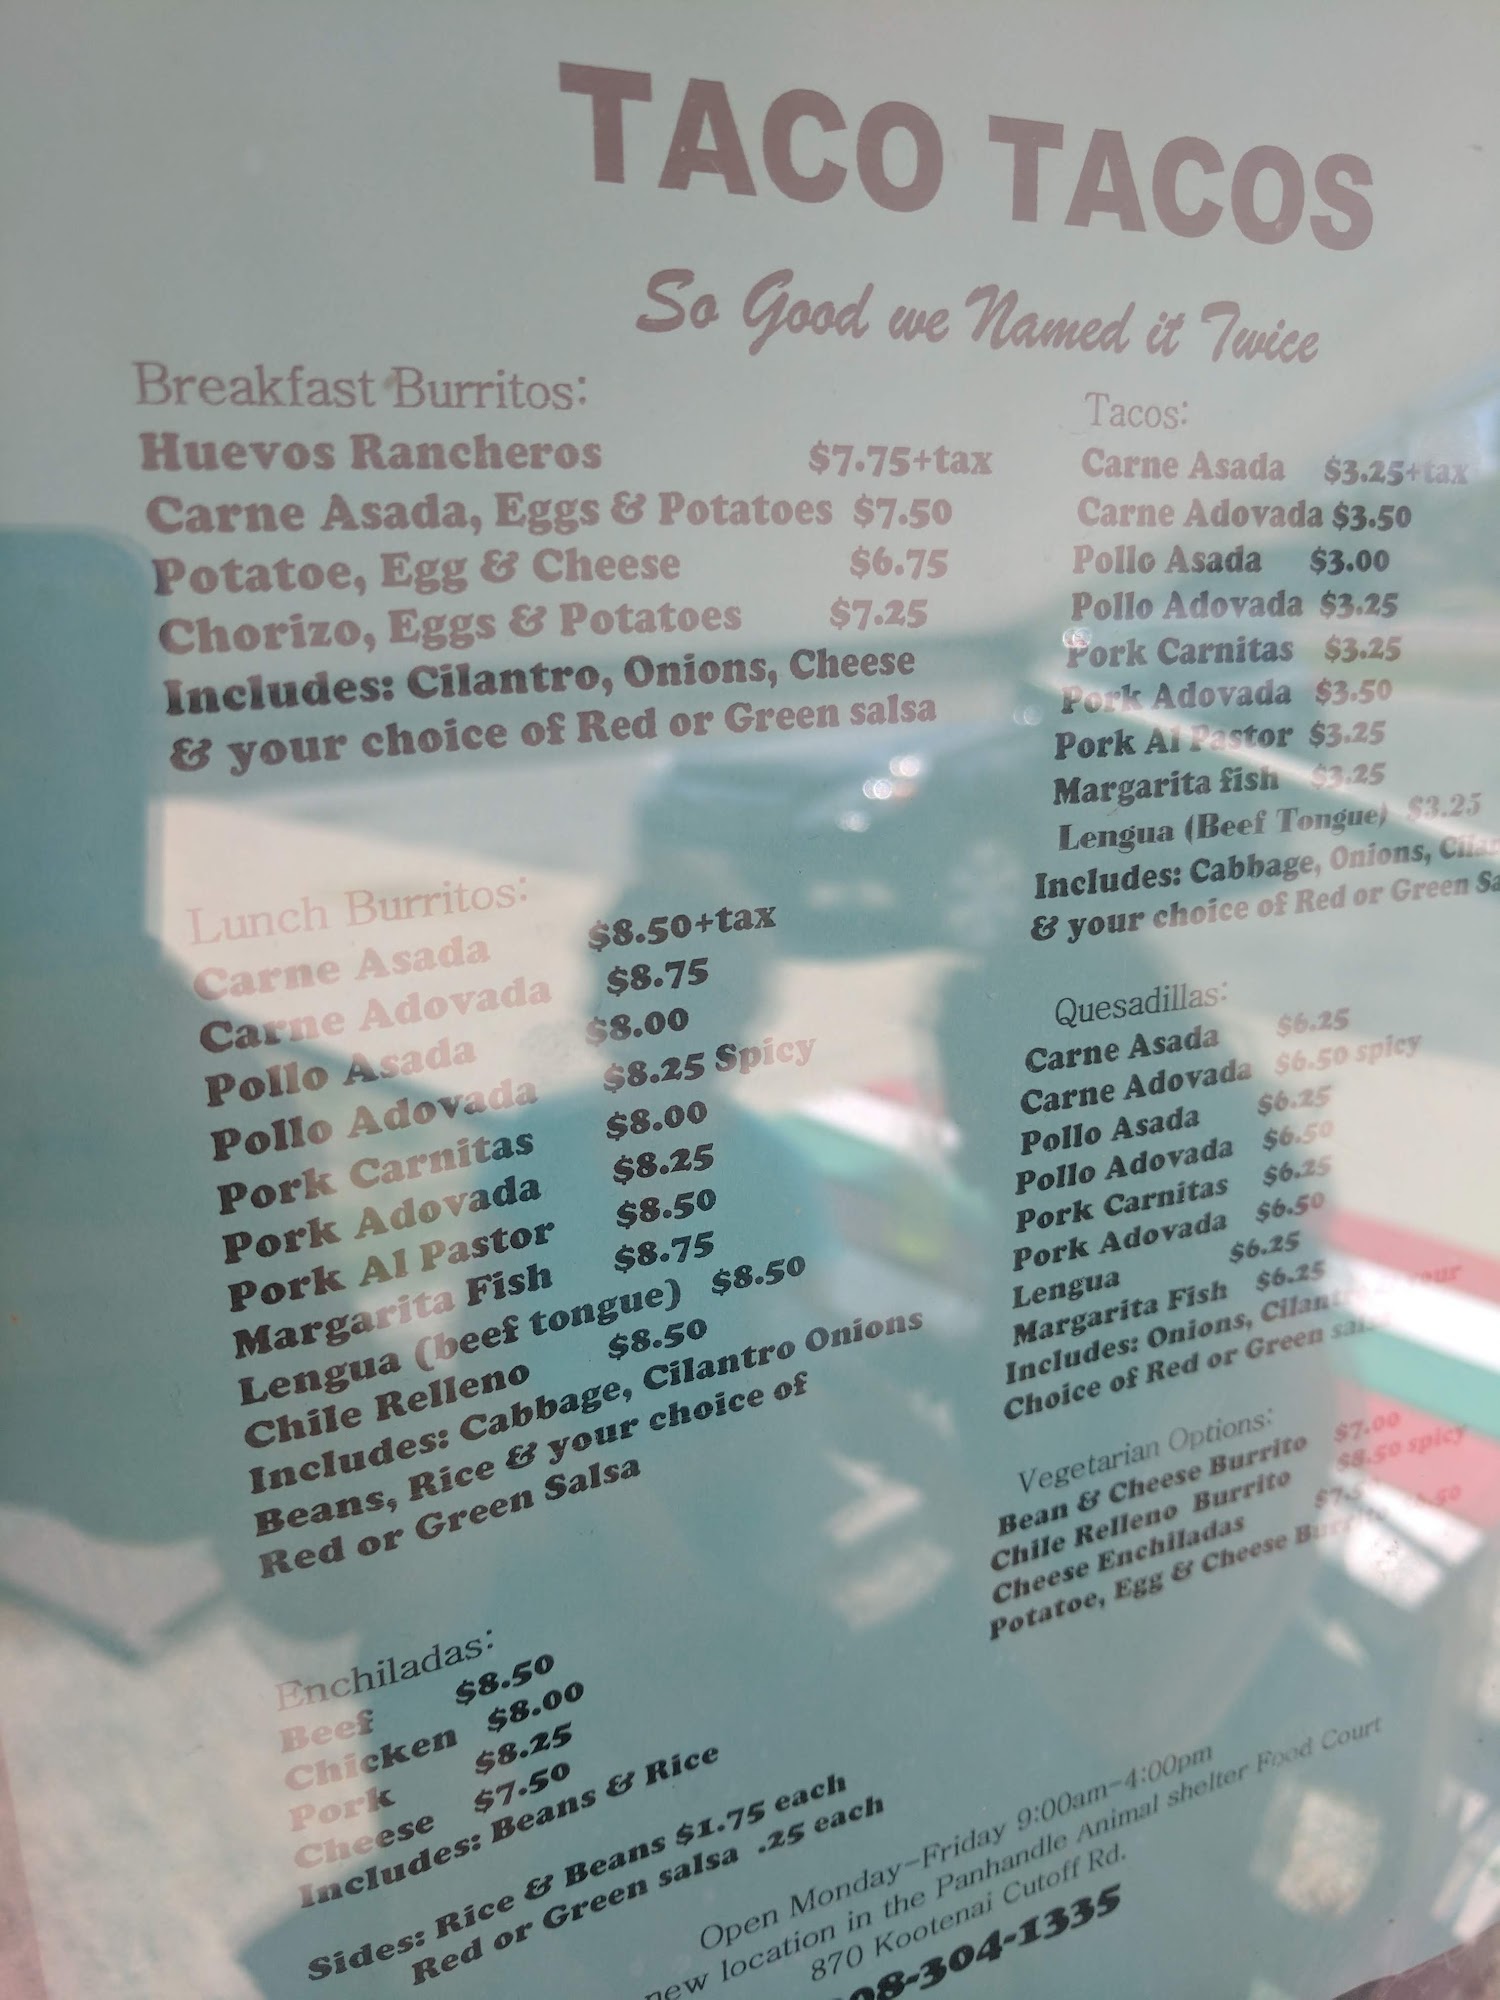 TACO TACOS
So Good we Named it Twice
Breakfast Burritos:
Huevos Rancheros $7.75+tax
Carne Asada, Eggs & Potatoes $7.50
Potatoe, Egg & Cheese $6.75
Chorizo, Eggs & Potatoes $7.25
Includes: Cilantro, Onions, Cheese
& your choice of Red or Green salsa
Lunch Burritos:
Carne Asada $8.50+tax
Carne Adovada $8.75
Pollo Asada $8.00
Pollo Adovada $8.25 Spicy
Pork Carnitas $8.00
Pork Adovada $8.25
Pork Al Pastor $8.50
Margarita Fish $8.75
Lengua (beef tongue) $8.50
Chile Relleno $8.50
Includes: Cabbage, Cilantro Onions
Beans, Rice & your choice of
Red or Green Salsa
Enchiladas:
Beef $8.50
Chicken $8.00
Pork $8.25
Cheese $7.50
Includes: Beans & Rice
Sides: Rice & Beans $1.75 each
Red or Green salsa .25 each
Tacos:
Carne Asada $3.25+tax
Carne Adovada $3.50
Pollo Asada $3.00
Pollo Adovada $3.25
Pork Carnitas $3.25
Pork Adovada $3.50
Pork Al Pastor $3.25
Margarita fish $3.25
Lengua (Beef Tongue) $3.25
Includes: Cabbage, Onions,
& your choice of Red or Green
Quesadillas:
Carne Asada $6.25
Carne Adovada $6.50 spicy
Pollo Asada $6.25
Pollo Adovada $6.50
Pork Carnitas $6.25
Pork Adovada $6.50
Lengua $6.25
Margarita Fish $6.25
Includes: Onions, your
Choice of Red or Green salsa
Vegetarian Options:
Bean & Cheese Burrito $7.00
Chile Relleno Burrito $8.50 spicy
Cheese Enchiladas
Potatoe, Egg & Cheese Burrito
Open Monday-Friday 9:00am-4:00pm
new location in the Panhandle Animal shelter Food Court
870 Kootenai Cutoff Rd.
08-304-1335